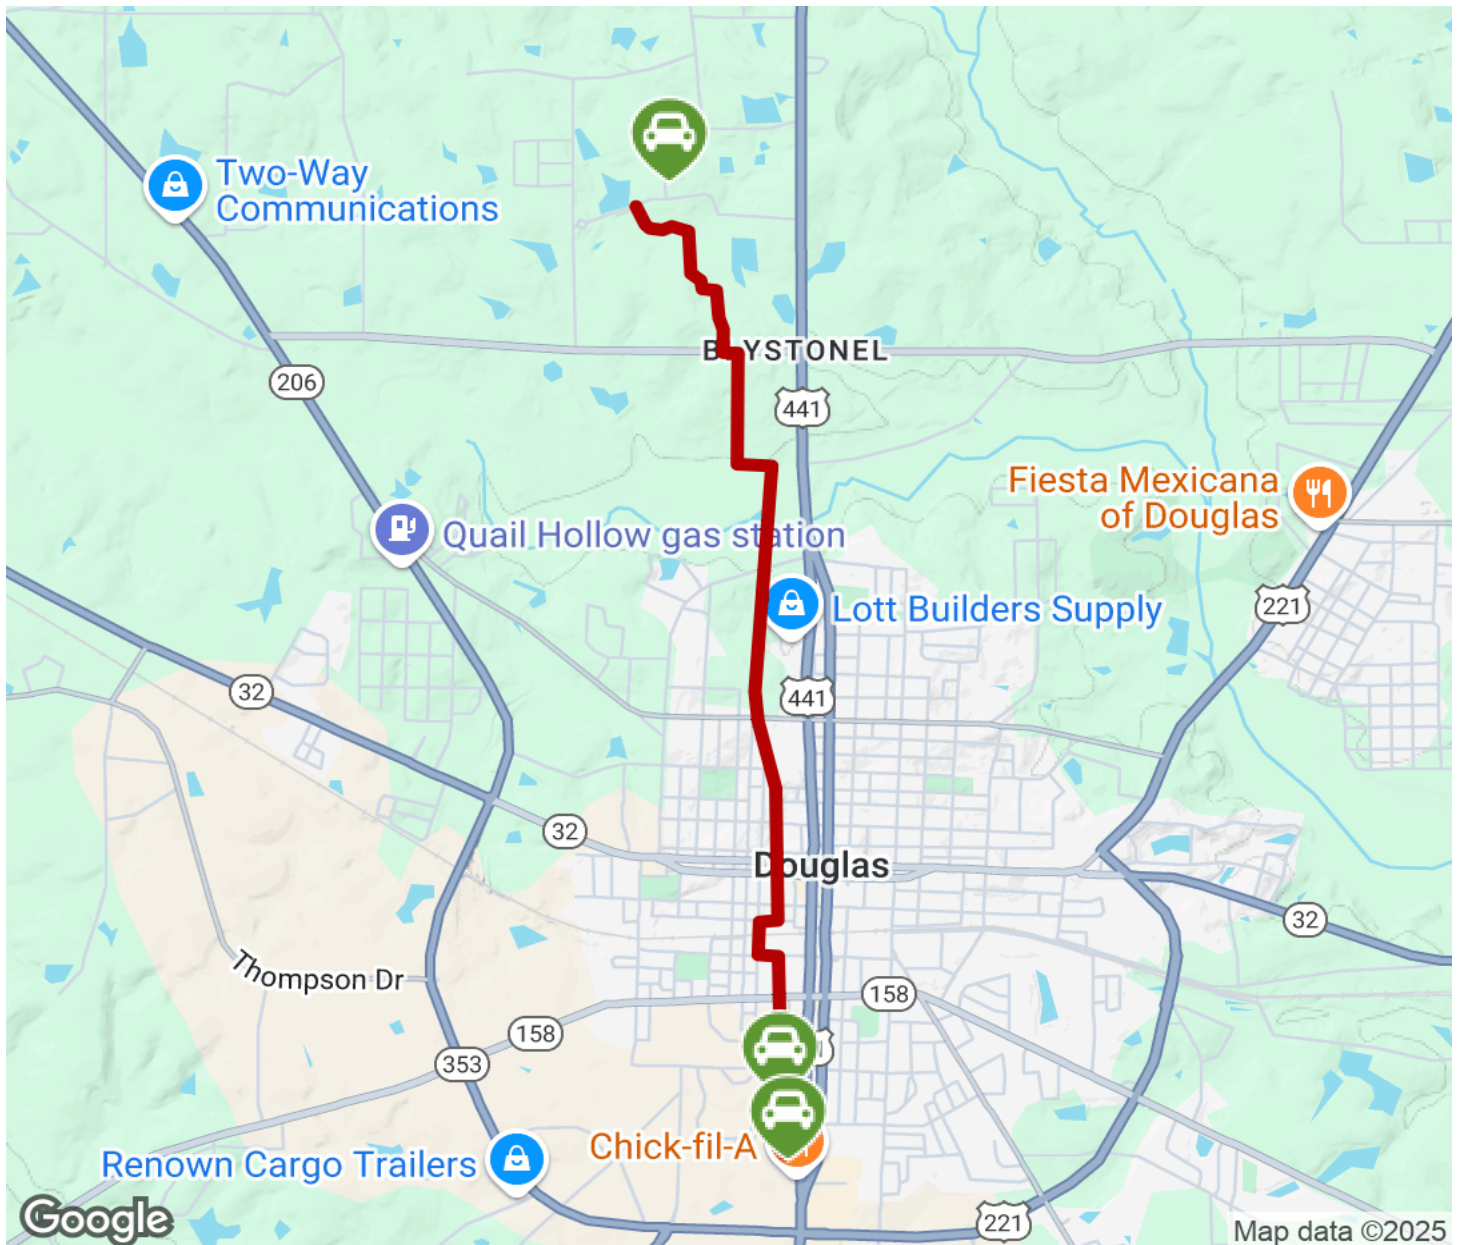 Two-Way
Communications
B  YSTONEL
206
441
Fiesta Mexicana
of Douglas
Quail Hollow gas station
Lott Builders Supply
221
32
441
32
Douglas
32
Thompson Dr
158
158
353
Chick-fil-A
Renown Cargo Trailers
221
Google
Map data ©2025